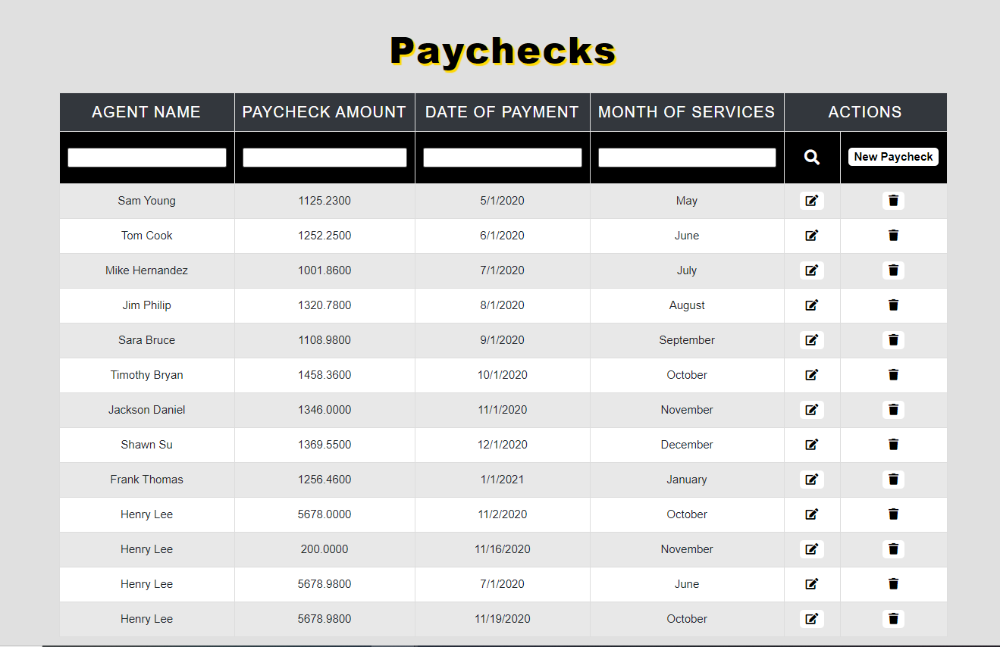 Paychecks
AGENT NAME PAYCHECK AMOUNT DATE OF PAYMENT MONTH OF SERVICES ACTIONS
New Paycheck
Sam Young 1125.2300 5/1/2020 May
Tom Cook 1252.2500 6/1/2020 June
Mike Hernandez 1001.8600 7/1/2020 July
Jim Philip 1320.7800 8/1/2020 August
Sara Bruce 1108.9800 9/1/2020 September
Timothy Bryan 1458.3600 10/1/2020 October
Jackson Daniel 1346.0000 11/1/2020 November
Shawn Su 1369.5500 12/1/2020 December
Frank Thomas 1256.4600 1/1/2021 January
Henry Lee 5678.0000 11/2/2020 October
Henry Lee 200.0000 11/16/2020 November
Henry Lee 5678.9800 7/1/2020 June
Henry Lee 5678.9800 11/19/2020 October